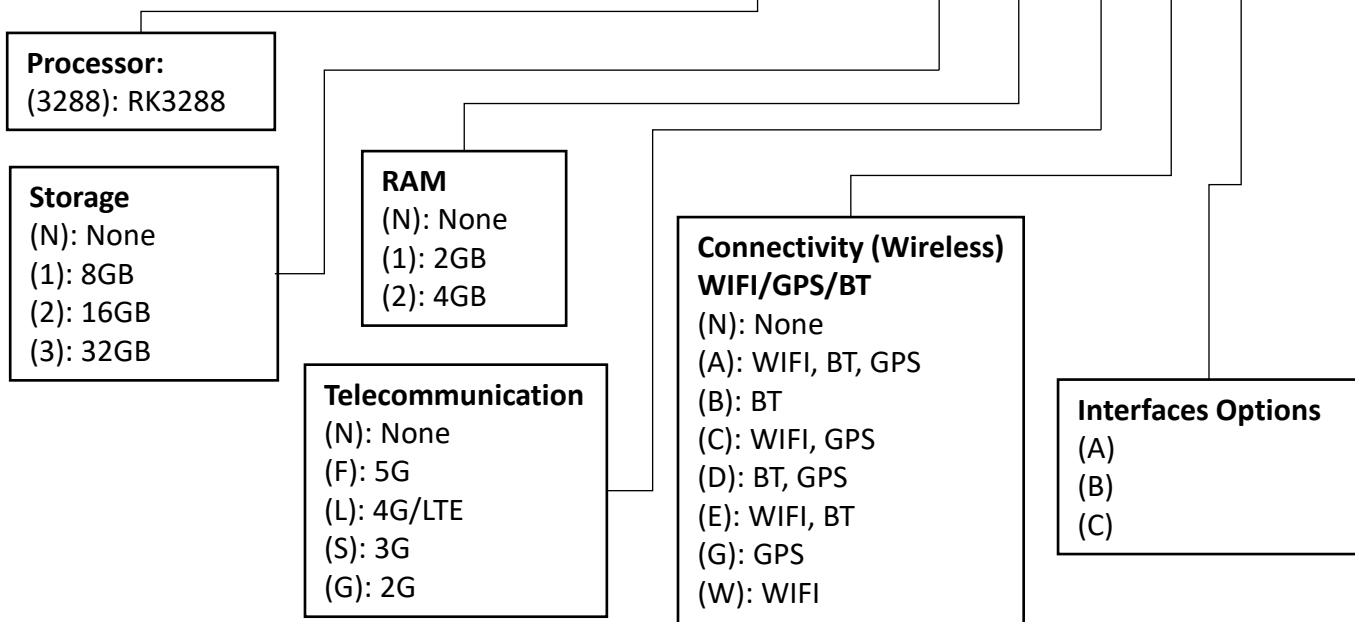 Processor:
(3288): RK3288
Storage
(N): None
(1): 8GB
(2): 16GB
(3): 32GB
RAM
(N): None
(1): 2GB
(2): 4GB
Telecommunication
(N): None
(F): 5G
(L): 4G/LTE
(S): 3G
(G): 2G
Connectivity (Wireless)
WIFI/GPS/BT
(N): None
(A): WIFI, BT, GPS
(B): BT
(C): WIFI, GPS
(D): BT, GPS
(E): WIFI, BT
(G): GPS
(W): WIFI
Interfaces Options
(A)
(B)
(C)